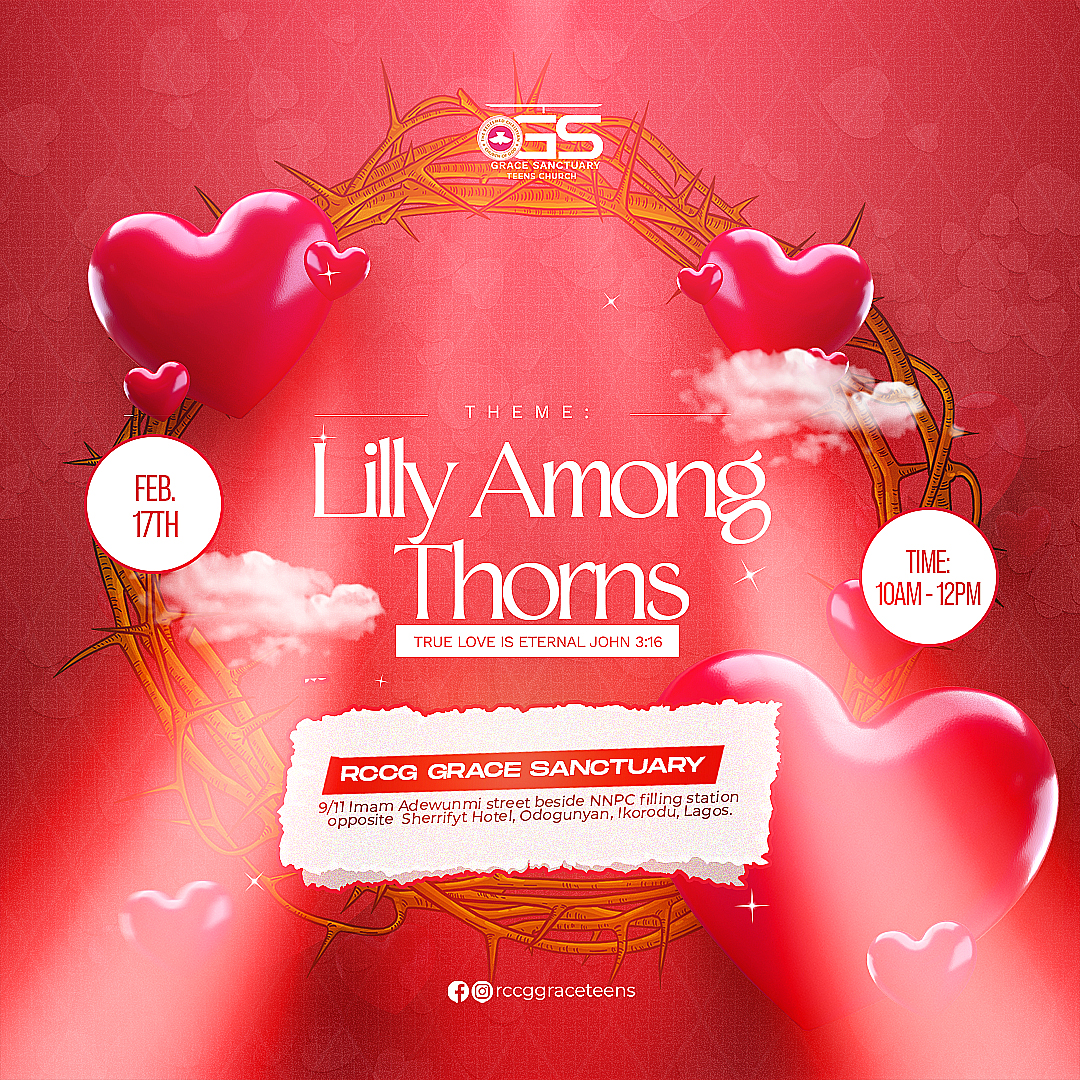 GS
GRACE SANCTUARY
TEENS CHURCH
THEME:
Lilly Among
Thorns
TRUE LOVE IS ETERNAL JOHN 3:16
FEB.
17TH
TIME:
10AM - 12PM
RCCG GRACE SANCTUARY
9/11 Imam Adewunmi street beside NNPC filling station
opposite Sherrifyt Hotel, Odogunyan, Ikorodu, Lagos.
rccggraceteens